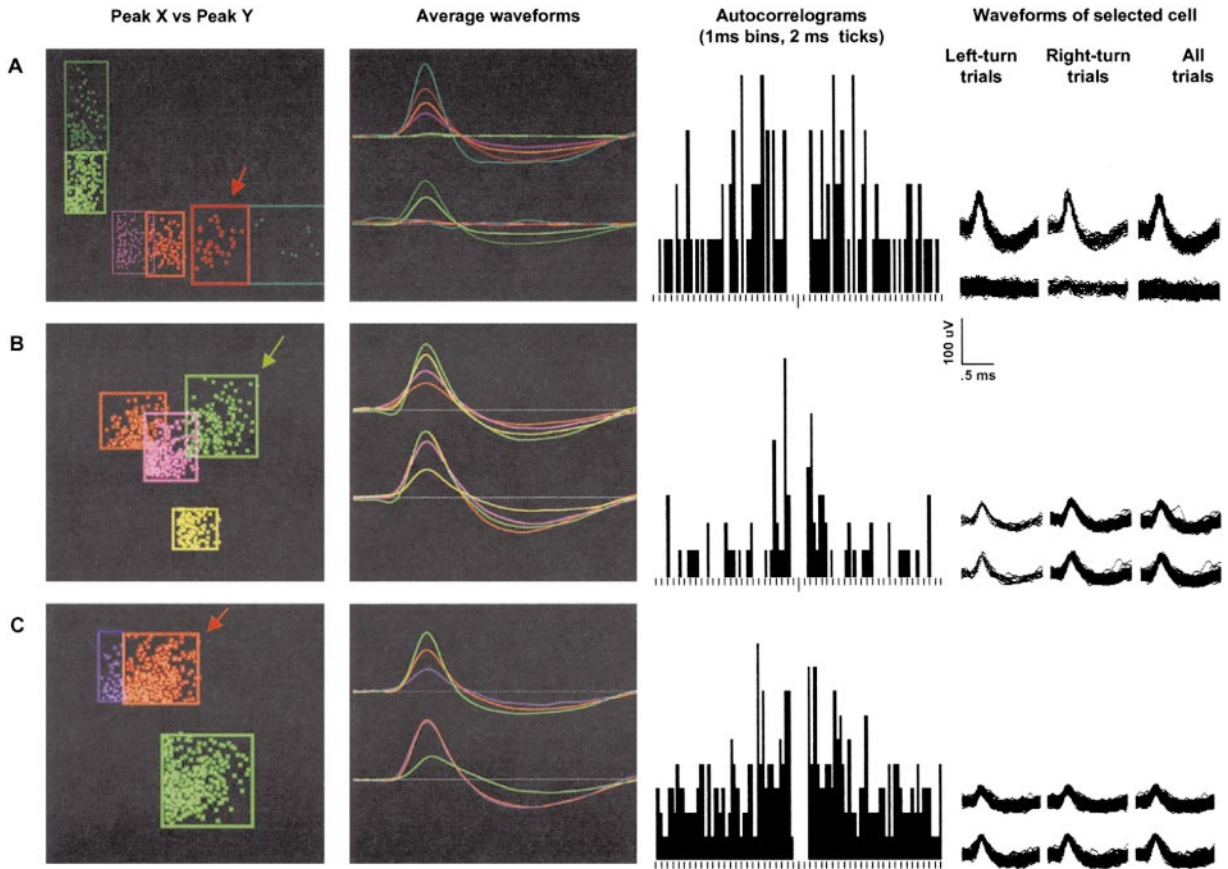 Peak X vs Peak Y
Average waveforms
Autocorrelograms
(1ms bins, 2 ms ticks)
Waveforms of selected cell
Left-turn
trials
Right-turn
trials
All
trials
A
B
100 uV
.5 ms
C